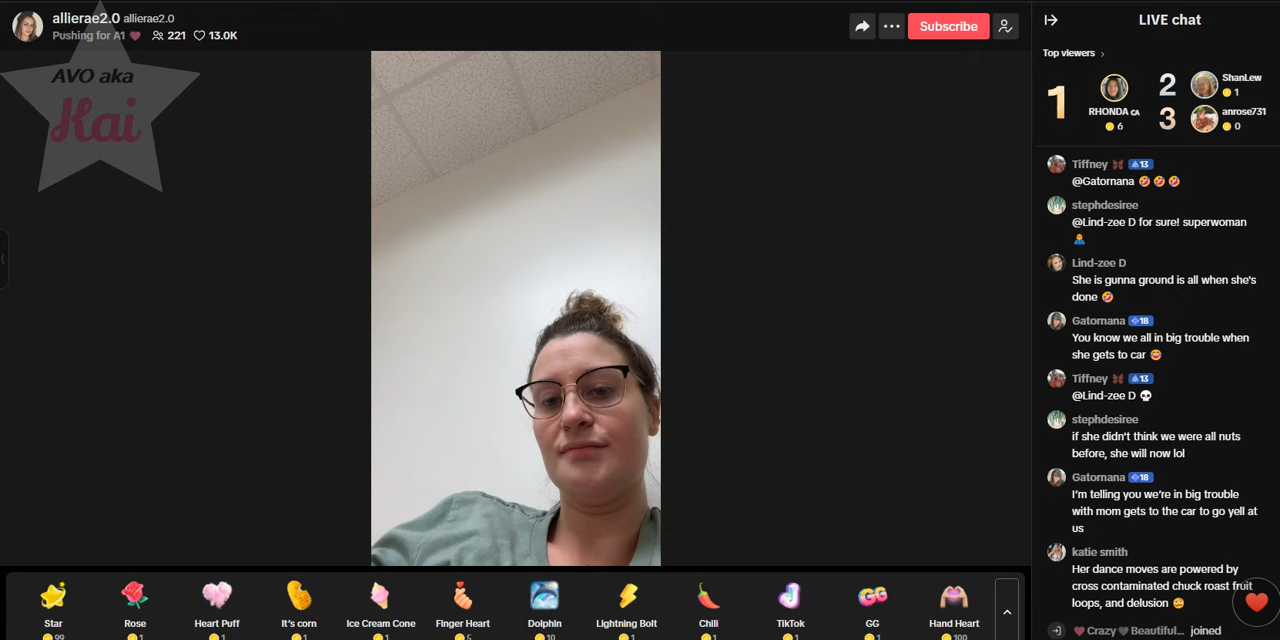 allierae2.0 allierae2.0
Pushing for A1 221 13.0K
Subscribe
AVO aka
Kai
LIVE chat
Top viewers
1
RHONDA CA
6
2
ShanLew
1
3
anrose731
0
Tiffney 13
@Gatornana 🤣 🤣 🤣
stephdesiree
@Lind-zee D for sure! superwoman
Lind-zee D
She is gunna ground is all when she's
done 🤣
Gatornana 18
You know we all in big trouble when
she gets to car 😂
Tiffney 13
@Lind-zee D 💀
stephdesiree
if she didn't think we were all nuts
before, she will now lol
Gatornana 18
I'm telling you we're in big trouble
with mom gets to the car to go yell at
us
katie smith
Her dance moves are powered by
cross contaminated chuck roast fruit
loops, and delusion
Crazy Beautiful... joined
Star Rose Heart Puff It's corn Ice Cream Cone Finger Heart Dolphin Lightning Bolt Chili TikTok GG Hand Heart
99 1 1 1 1 5 10 1 1 1 1 100